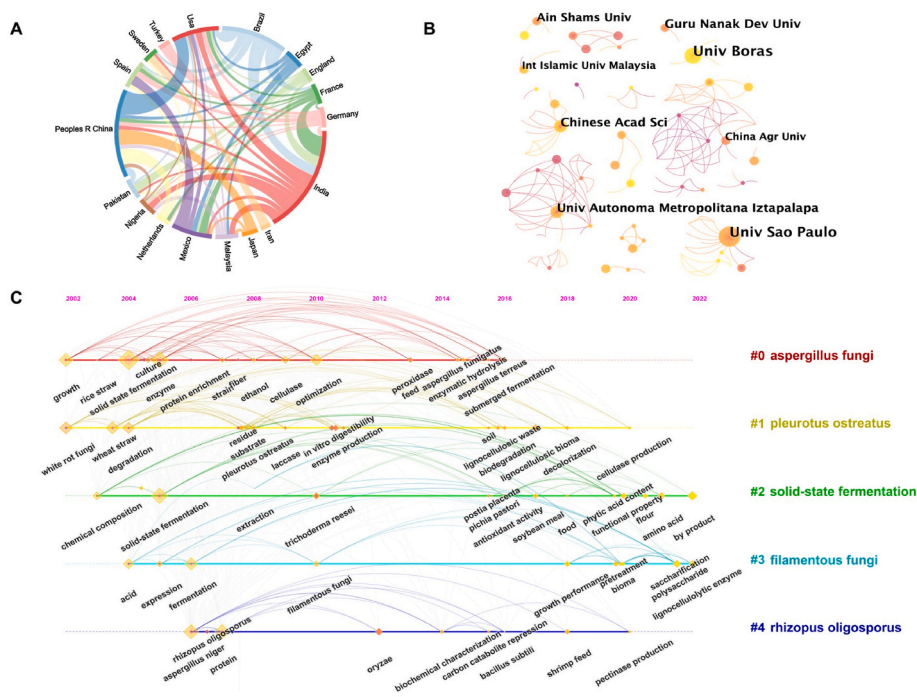 A
Usa
Brazil
Turkey
Egypt
Sweden
England
Spain
France
Germany
Peoples R China
India
Pakistan
Nigeria
Iran
Netherlands
Japan
Mexico
Malaysia
B
Ain Shams Univ
Guru Nanak Dev Univ
Univ Boras
Int Islamic Univ Malaysia
Chinese Acad Sci
China Agr Univ
Univ Autonoma Metropolitana Iztapalapa
Univ Sao Paulo
C
2002
2004
2006
2008
2010
2012
2014
2016
2018
2020
2022
#0 aspergillus fungi
growth
rice straw
solid state fermentation
culture
enzyme
protein enrichment
strain
fiber
ethanol
cellulase
optimization
peroxidase
feed
aspergillus fumigatus
enzymatic hydrolysis
aspergillus terreus
submerged fermentation
#1 pleurotus ostreatus
white rot fungi
wheat straw
degradation
residue
substrate
pleurotus ostreatus
laccase
in vitro digestibility
enzyme production
soil
lignocellulosic waste
biodegradation
lignocellulosic bioma
decolorization
cellulase production
#2 solid-state fermentation
chemical composition
solid-state fermentation
extraction
trichoderma reesei
postia placenta
pichia pastori
antioxidant activity
soybean meal
food
phytic acid content
functional property
flour
amino acid
by product
#3 filamentous fungi
acid
expression
fermentation
filamentous fungi
growth performance
pretreatment
bioma
saccharification
polysaccharide
lignocellulolytic enzyme
#4 rhizopus oligosporus
rhizopus oligosporus
aspergillus niger
protein
oryzae
biochemical characterization
carbon catabolite repression
bacillus subtili
shrimp feed
pectinase production